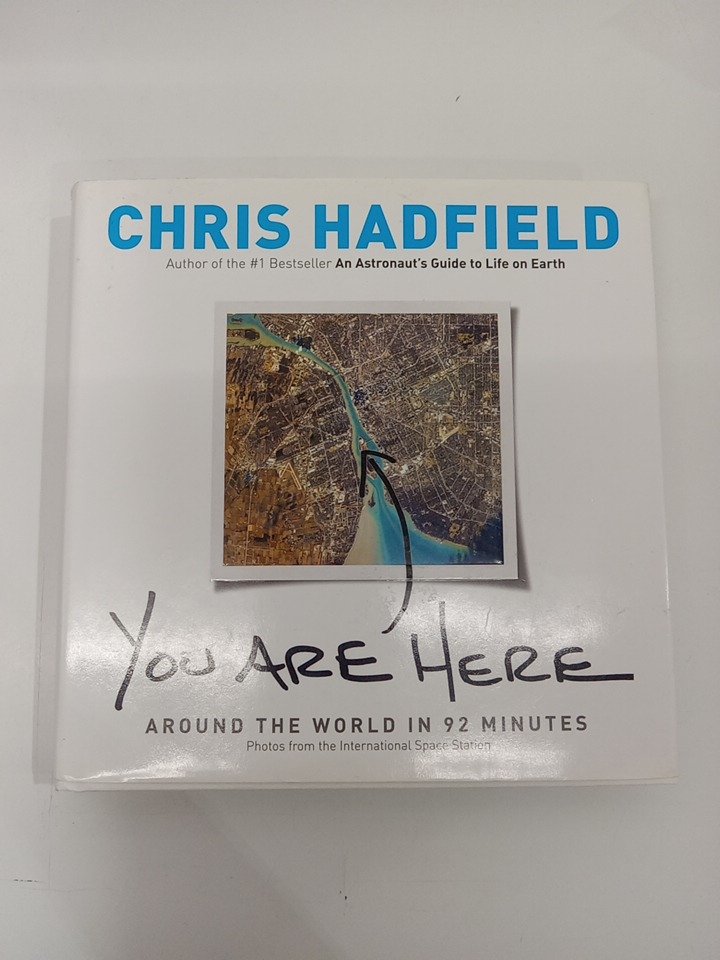 CHRIS HADFIELD
Author of the #1 Bestseller An Astronaut's Guide to Life on Earth
YOU ARE HERE
AROUND THE WORLD IN 92 MINUTES
Photos from the International Space Station